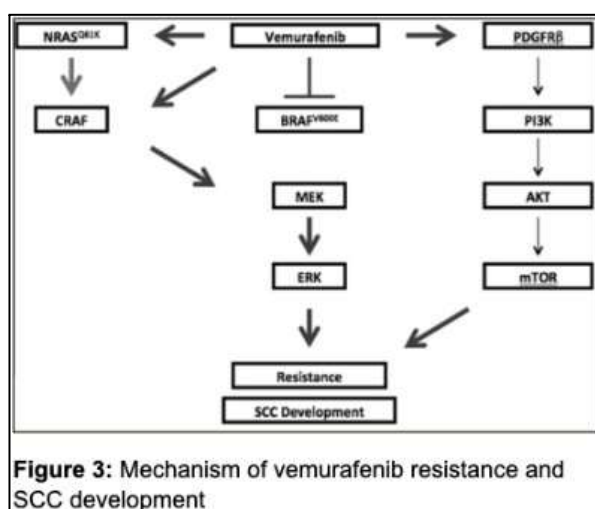 NRASQ61K
Vemurafenib
PDGFRβ
CRAF
BRAFV600E
PI3K
MEK
AKT
ERK
mTOR
Resistance
SCC Development
Figure 3: Mechanism of vemurafenib resistance and
SCC development